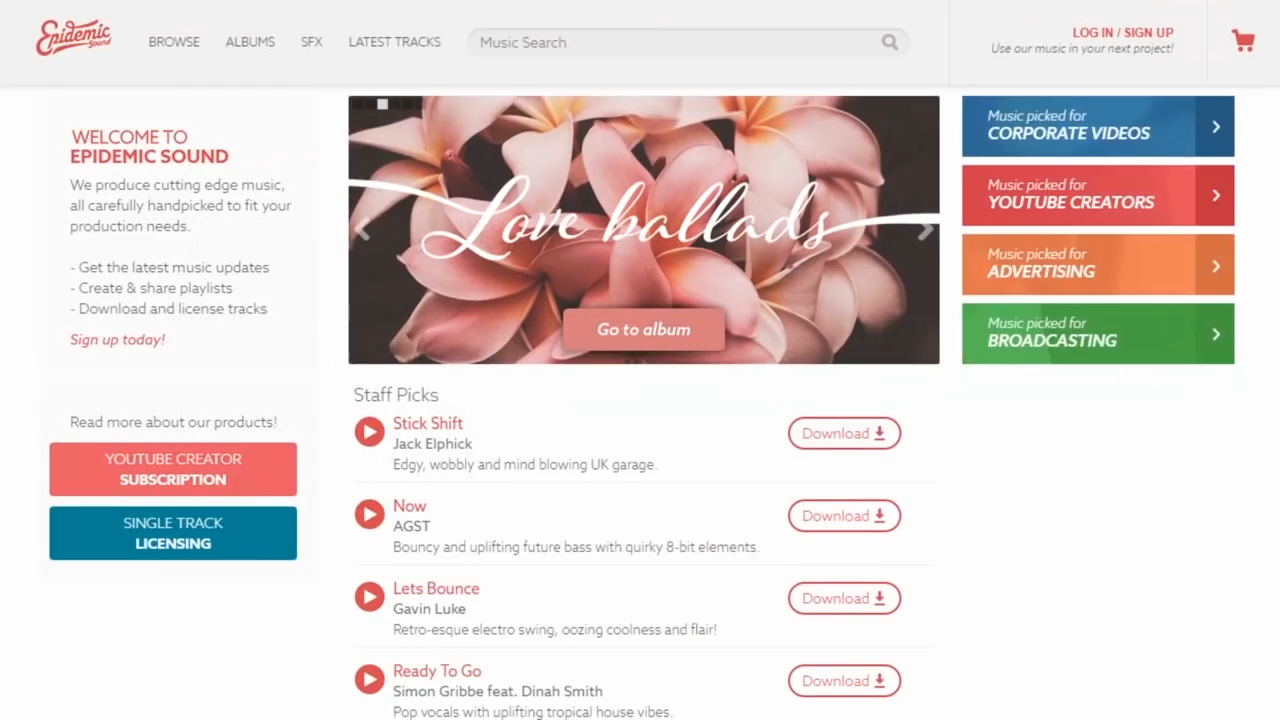 Epidemic
Sound
BROWSE
ALBUMS
SFX
LATEST TRACKS
Music Search
LOG IN / SIGN UP
Use our music in your next project!
WELCOME TO
EPIDEMIC SOUND
We produce cutting edge music,
all carefully handpicked to fit your
production needs.
- Get the latest music updates
- Create & share playlists
- Download and license tracks
Sign up today!
Read more about our products!
YOUTUBE CREATOR
SUBSCRIPTION
SINGLE TRACK
LICENSING
Love ballads
Go to album
Staff Picks
Stick Shift
Jack Elphick
Edgy, wobbly and mind blowing UK garage.
Download
Now
AGST
Bouncy and uplifting future bass with quirky 8-bit elements.
Download
Lets Bounce
Gavin Luke
Retro-esque electro swing, oozing coolness and flair!
Download
Ready To Go
Simon Gribbe feat. Dinah Smith
Pop vocals with uplifting tropical house vibes.
Download
Music picked for
CORPORATE VIDEOS
Music picked for
YOUTUBE CREATORS
Music picked for
ADVERTISING
Music picked for
BROADCASTING